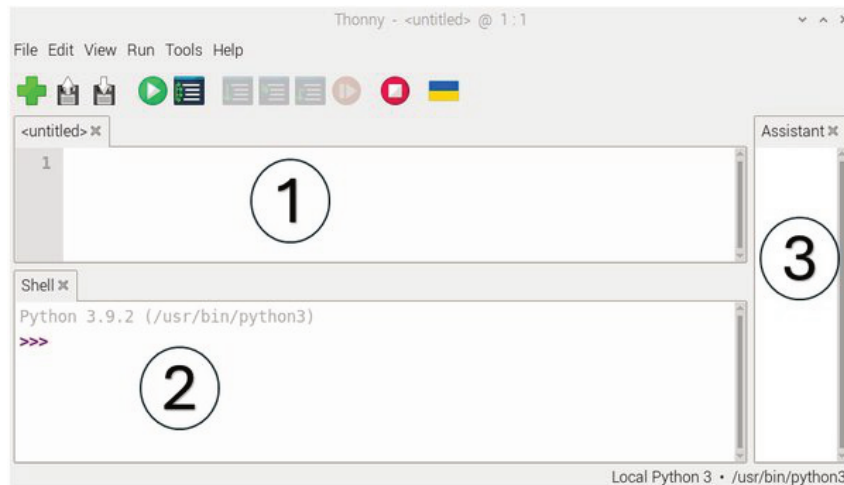 Thonny - <untitled> @ 1:1
File Edit View Run Tools Help
<untitled>
Assistant
1
1
3
Shell
Python 3.9.2 (/usr/bin/python3)
>>>
2
Local Python 3 • /usr/bin/python3